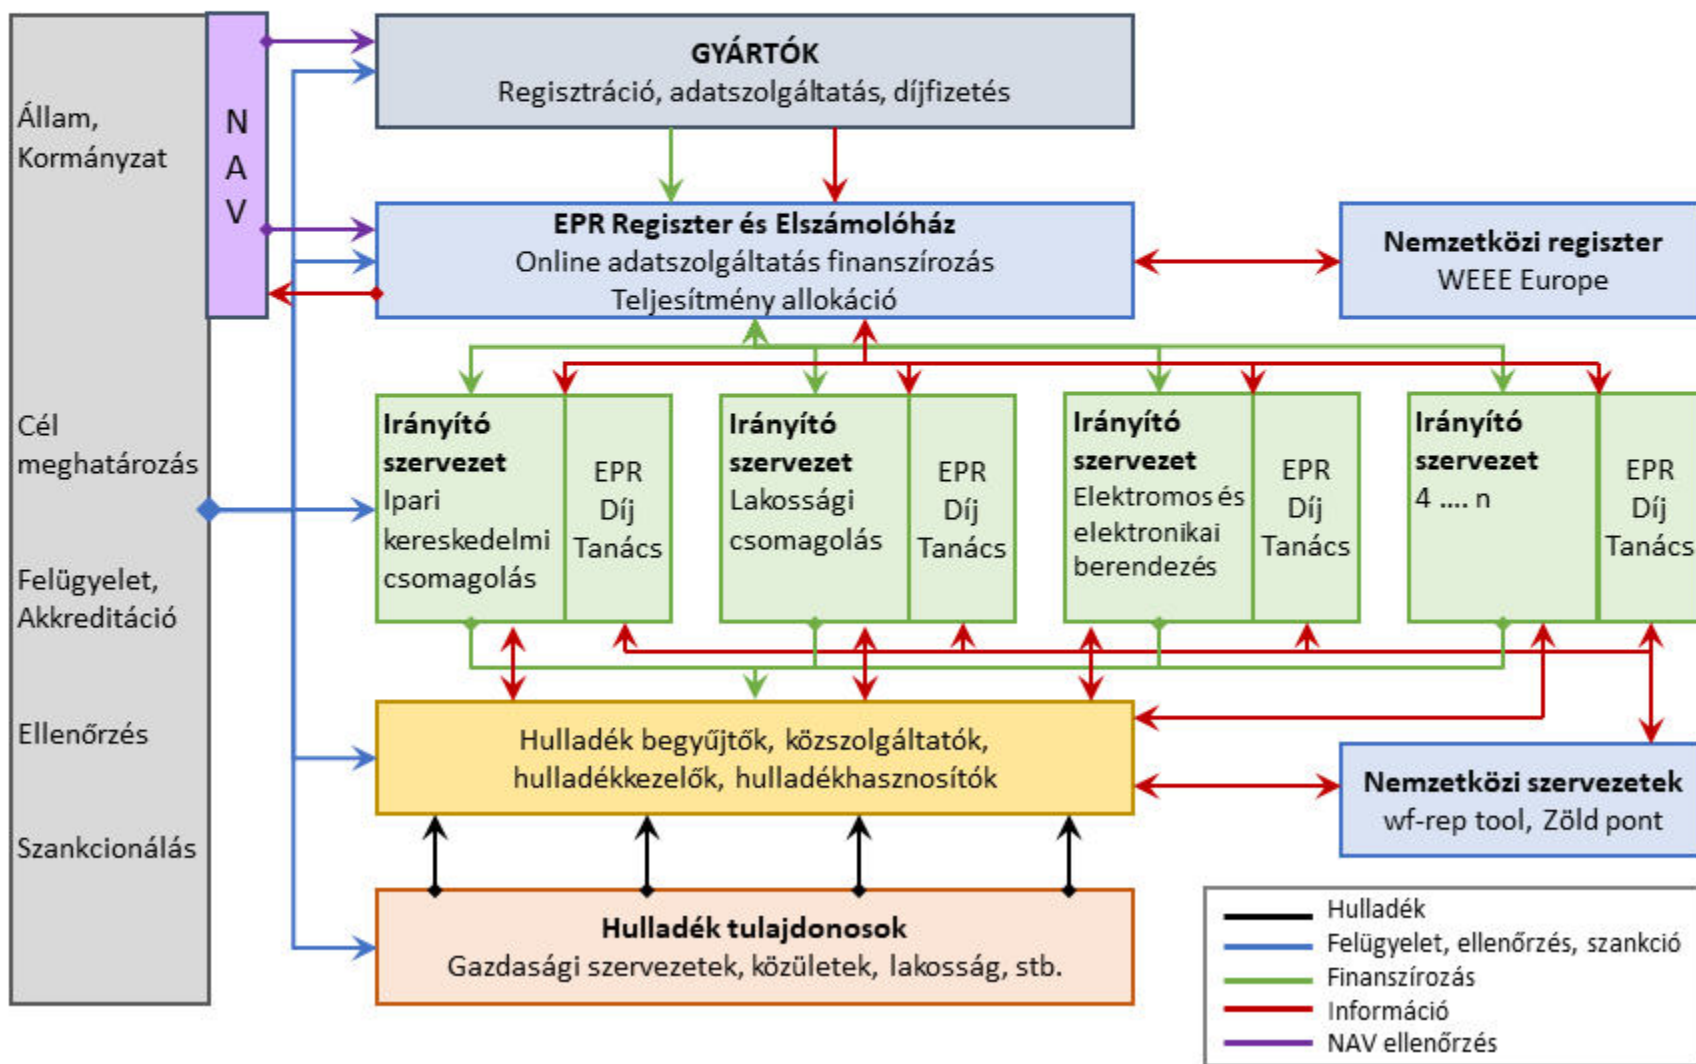 Állam,
Kormányzat
Cél
meghatározás
Felügyelet,
Akkreditáció
Ellenőrzés
Szankcionálás
N
A
V
GYÁRTÓK
Regisztráció, adatszolgáltatás, díjfizetés
EPR Regiszter és Elszámolóház
Online adatszolgáltatás finanszírozás
Teljesítmény allokáció
Nemzetközi regiszter
WEEE Europe
Irányító
szervezet
Ipari
kereskedelmi
csomagolás
EPR
Díj
Tanács
Irányító
szervezet
Lakossági
csomagolás
EPR
Díj
Tanács
Irányító
szervezet
Elektromos és
elektronikai
berendezés
EPR
Díj
Tanács
Irányító
szervezet
4 .... n
EPR
Díj
Tanács
Hulladék begyűjtők, közszolgáltatók,
hulladékkezelők, hulladékhasznosítók
Nemzetközi szervezetek
wf-rep tool, Zöld pont
Hulladék tulajdonosok
Gazdasági szervezetek, közületek, lakosság, stb.
Hulladék
Felügyelet, ellenőrzés, szankció
Finanszírozás
Információ
NAV ellenőrzés